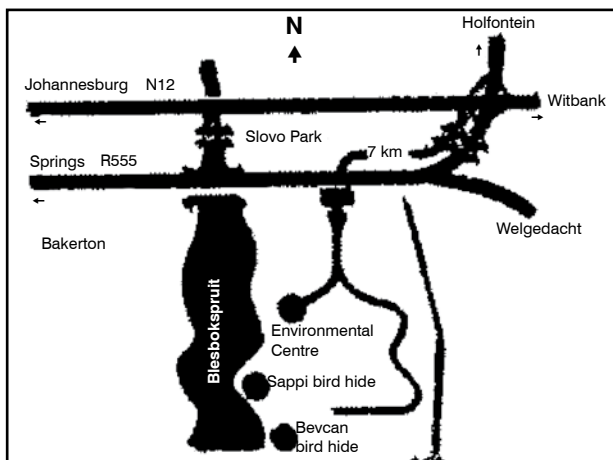 Holfontein
N
Johannesburg N12
Witbank
Slovo Park
7 km
Springs R555
Welgedacht
Bakerton
Blesbokspruit
Environmental
Centre
Sappi bird hide
Bevcan
bird hide